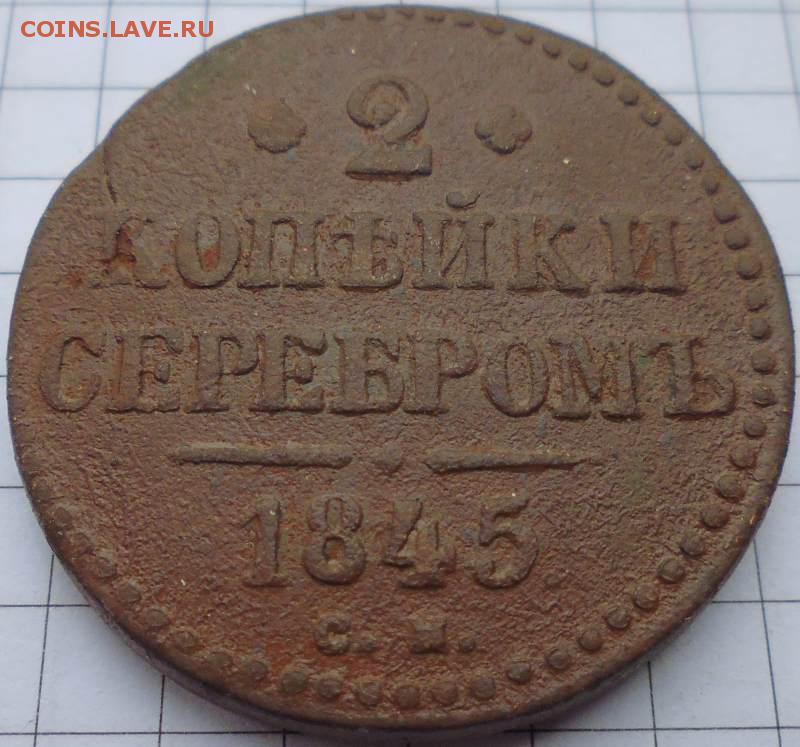 COINS.LAVE.RU
2
КОПѢЙКИ
СЕРЕБРОМЪ
1845
С. М.